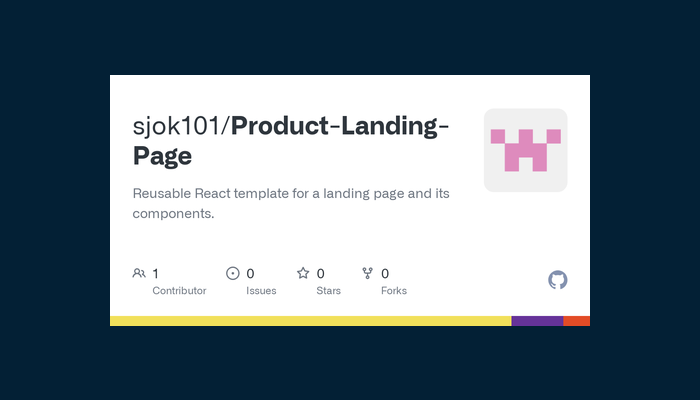 sjok101/Product-Landing-
Page
Reusable React template for a landing page and its
components.
1 0 0 0
Contributor Issues Stars Forks